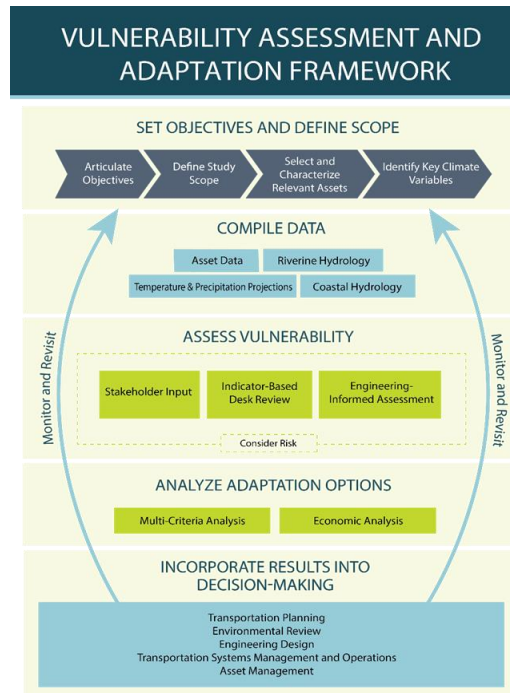 VULNERABILITY ASSESSMENT AND
ADAPTATION FRAMEWORK
SET OBJECTIVES AND DEFINE SCOPE
Articulate
Objectives
Define Study
Scope
Select and
Characterize
Relevant Assets
Identify Key Climate
Variables
COMPILE DATA
Asset Data
Riverine Hydrology
Temperature & Precipitation Projections
Coastal Hydrology
Monitor and Revisit
Monitor and Revisit
ASSESS VULNERABILITY
Stakeholder Input
Indicator-Based
Desk Review
Engineering-
Informed Assessment
Consider Risk
ANALYZE ADAPTATION OPTIONS
Multi-Criteria Analysis
Economic Analysis
INCORPORATE RESULTS INTO
DECISION-MAKING
Transportation Planning
Environmental Review
Engineering Design
Transportation Systems Management and Operations
Asset Management